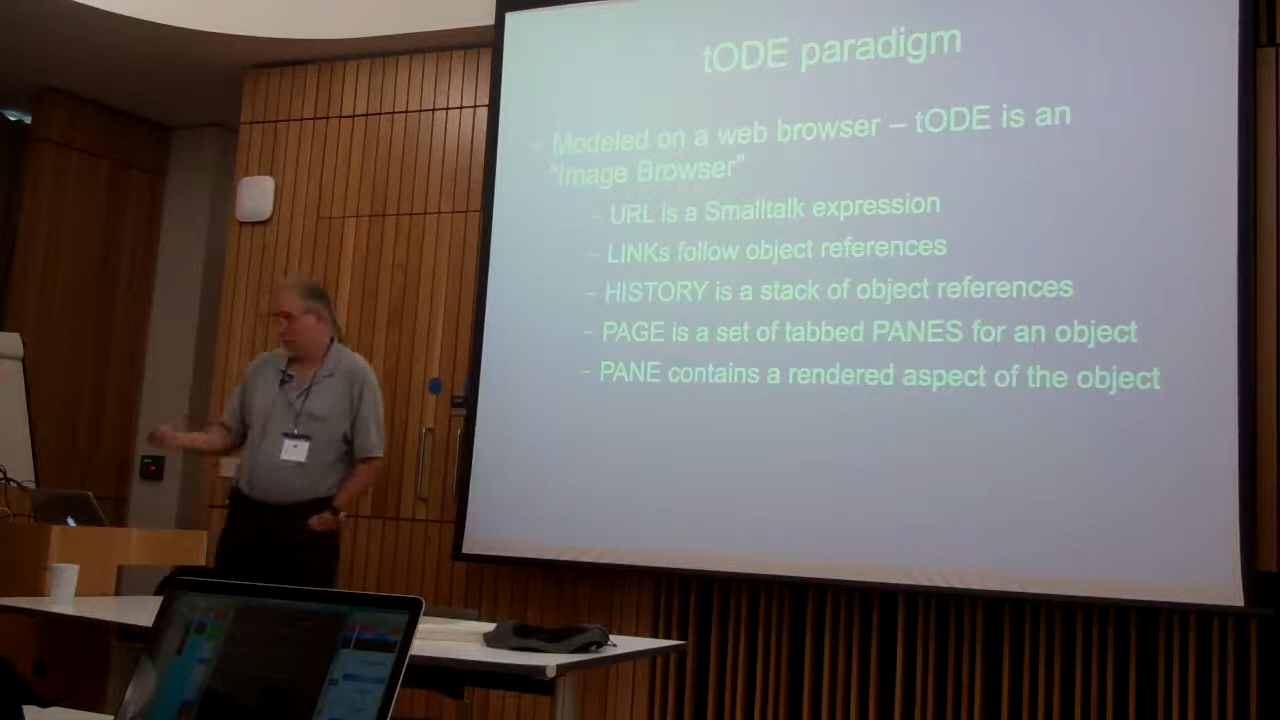 tODE paradigm
- Modeled on a web browser – tODE is an
"Image Browser"
- URL is a Smalltalk expression
- LINKs follow object references
- HISTORY is a stack of object references
- PAGE is a set of tabbed PANES for an object
- PANE contains a rendered aspect of the object